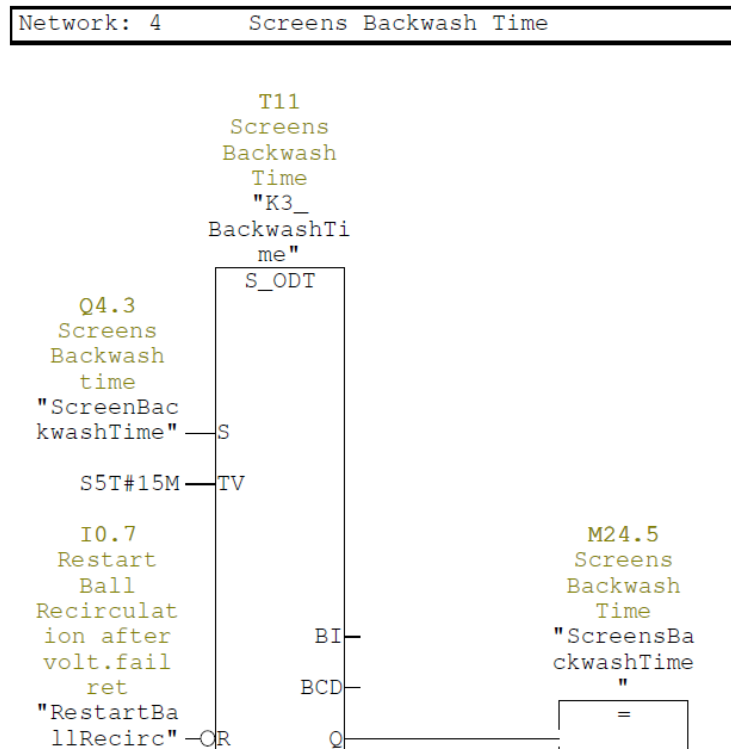 Network: 4 Screens Backwash Time
T11
Screens
Backwash
Time
"K3_
BackwashTi
me"
S_ODT
Q4.3
Screens
Backwash
time
"ScreenBac
kwashTime"
S
S5T#15M
TV
I0.7
Restart
Ball
Recirculat
ion after
volt.fail
ret
"RestartBa
llRecirc"
R
BI
BCD
Q
M24.5
Screens
Backwash
Time
"ScreensBa
ckwashTime
"
=